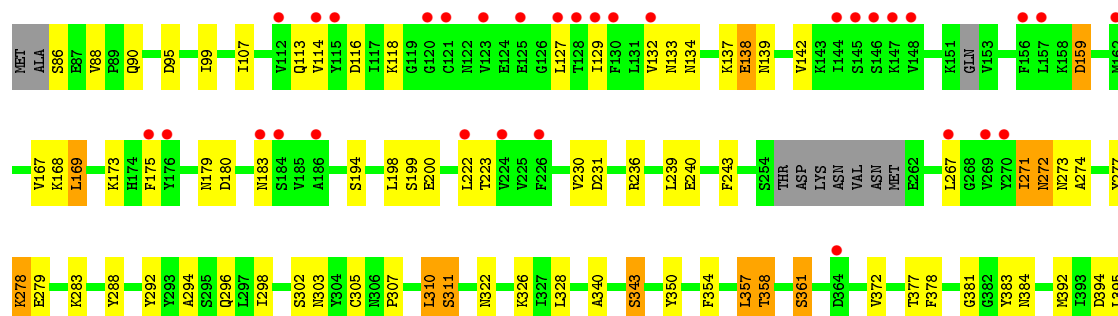 MET ALA S86 E87 V88 P89 Q90 D95 I99 I107 V112 Q113 V114 Y115 D116 I117 K118 G119 G120 C121 N122 V123 E124 E125 G126 L127 T128 I129 F130 L131 V132 N133 N134 K137 E138 N139 V142 K143 I144 S145 S146 K147 V148 K151 GLN V153 F156 L157 K158 D159 M162
V167 K168 L169 K173 H174 F175 Y176 N179 D180 N183 S184 V185 A186 S194 L198 S199 E200 L222 T223 V224 V225 F226 V230 D231 R236 L239 E240 F243 S254 THR ASP LYS ASN VAL ASN MET E262 L267 G268 V269 Y270 I271 N272 N273 A274 Y277
K278 E279 K283 Y288 Y292 Y293 A294 S295 Q296 L297 I298 S302 N303 Y304 C305 N306 P307 L310 S311 N322 K326 I327 L328 A340 S343 Y350 F354 L357 T358 S361 D364 V372 T377 F378 G381 G382 Y383 N384 M392 I393 D394 L395